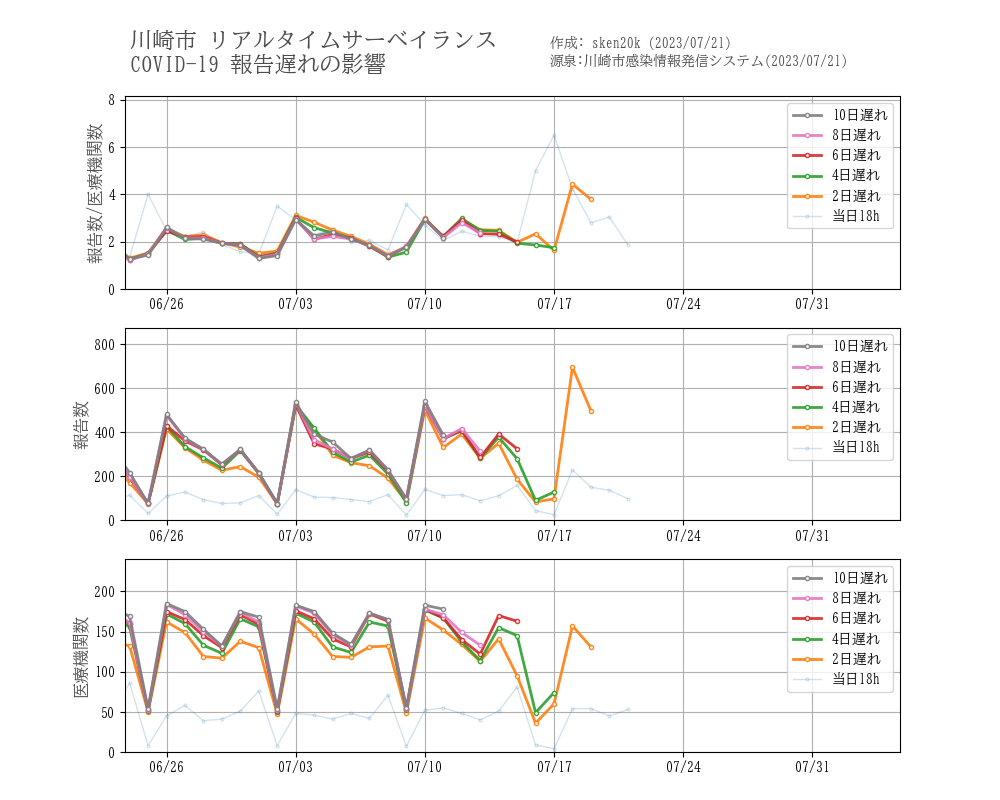 川崎市 リアルタイムサーベイランス
COVID-19 報告遅れの影響
作成: sken20k (2023/07/21)
源泉:川崎市感染情報発信システム(2023/07/21)
報告数/医療機関数
8
6
4
2
0
10日遅れ
8日遅れ
6日遅れ
4日遅れ
2日遅れ
当日18h
06/26 07/03 07/10 07/17 07/24 07/31
報告数
800
600
400
200
0
10日遅れ
8日遅れ
6日遅れ
4日遅れ
2日遅れ
当日18h
06/26 07/03 07/10 07/17 07/24 07/31
医療機関数
200
150
100
50
0
10日遅れ
8日遅れ
6日遅れ
4日遅れ
2日遅れ
当日18h
06/26 07/03 07/10 07/17 07/24 07/31